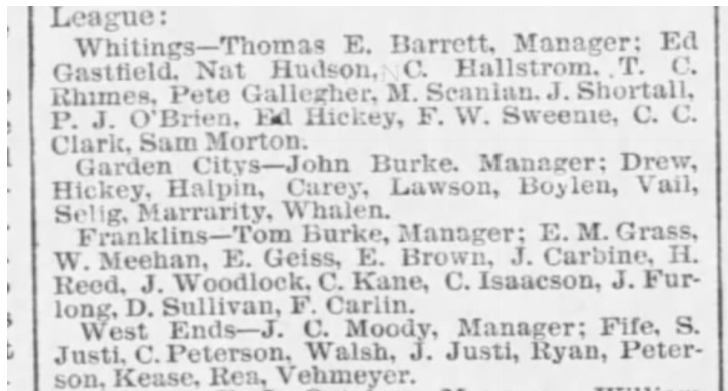 League:
Whitings—Thomas E. Barrett, Manager; Ed
Gastfield, Nat Hudson, C. Hallstrom, T. C.
Rhimes, Pete Gallegher, M. Scanlan, J. Shortall,
P. J. O'Brien, Ed Hickey, F. W. Sweenie, C. C.
Clark, Sam Morton.
Garden Citys—John Burke, Manager; Drew,
Hickey, Halpin, Carey, Lawson, Boylen, Vail,
Selig, Marrarity, Whalen.
Franklins—Tom Burke, Manager; E. M. Grass,
W. Meehan, E. Geiss, E. Brown, J. Carbine, H.
Reed, J. Woodlock, C. Kane, C. Isaacson, J. Fur-
long, D. Sullivan, F. Carlin.
West Ends—J. C. Moody, Manager; Fife, S.
Justi, C. Peterson, Walsh, J. Justi, Ryan, Peter-
son, Kease, Rea, Vehmeyer.